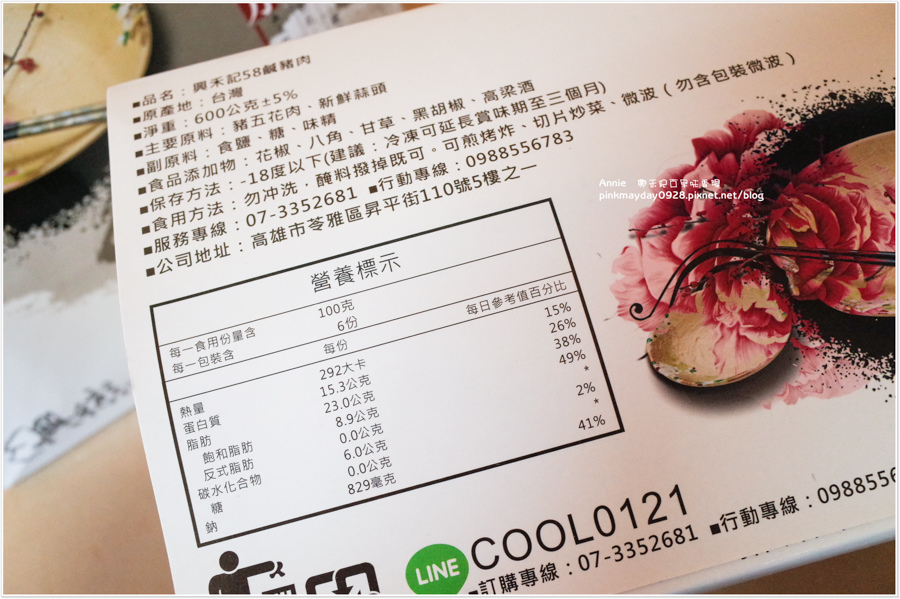 ■品名：興禾記58鹹豬肉
■原產地：台灣
■淨重：600公克±5%
■主要原料：豬五花肉、新鮮蒜頭
■副原料：食鹽、糖、味精
■食品添加物：花椒、八角、甘草、黑胡椒、高梁酒
■保存方法：-18度以下(建議：冷凍可延長賞味期至三個月)
■食用方法：勿沖洗，醃料撥掉既可。可煎烤炸、切片炒菜、微波（勿含包裝微波）
■服務專線：07-3352681 ■行動專線：0988556783
■公司地址：高雄市苓雅區昇平街110號5樓之一
營養標示
每一食用份量含 100克
每一包裝含 6份
每份 每日參考值百分比
熱量 292大卡 15%
蛋白質 15.3公克 26%
脂肪 23.0公克 38%
飽和脂肪 8.9公克 49%
反式脂肪 0.0公克 *
碳水化合物 6.0公克 2%
糖 0.0公克 *
鈉 829毫克 41%
Annie
pinkmayday0928.pixnet.net/blog
LINE COOL0121
■訂購專線：07-3352681 ■行動專線：0988556